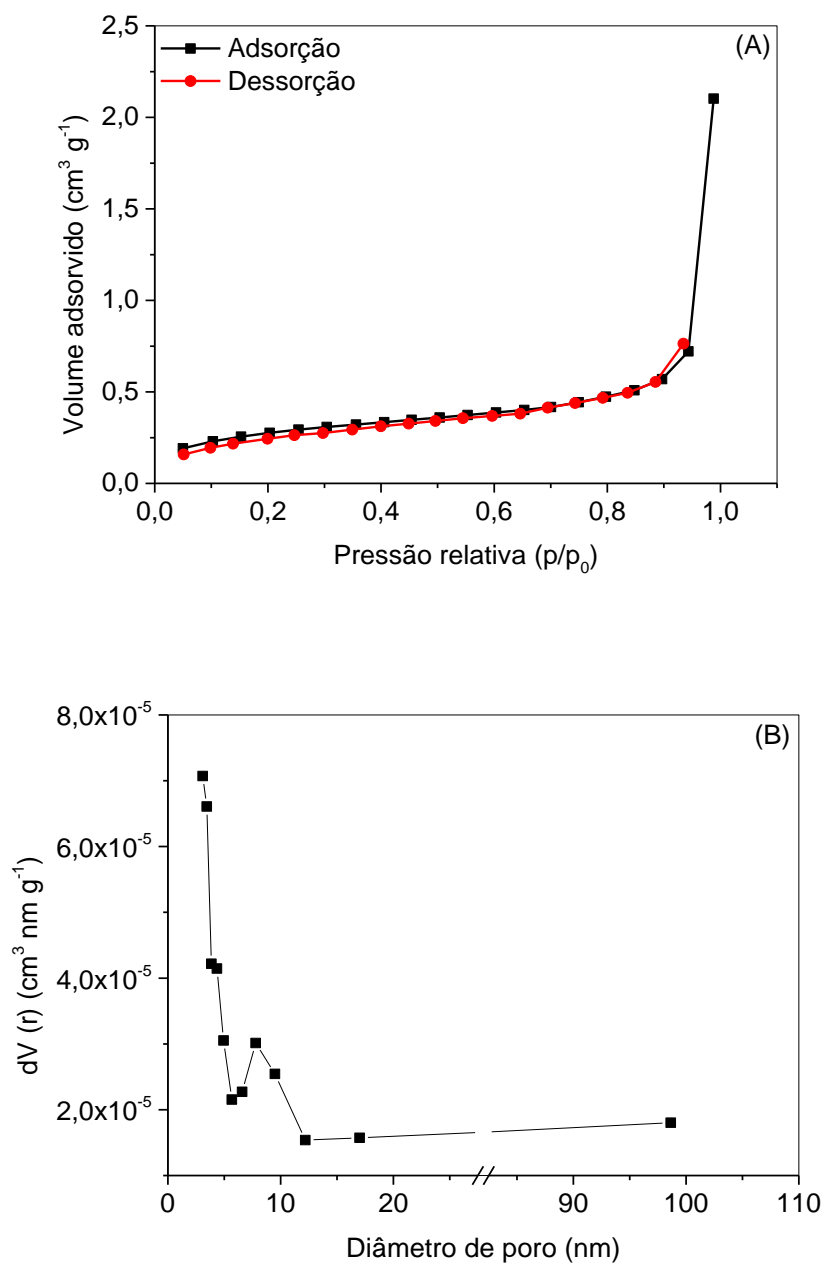 (A)
Adsorção
Dessorção
Volume adsorvido (cm³ g⁻¹)
2,5
2,0
1,5
1,0
0,5
0,0
0,0 0,2 0,4 0,6 0,8 1,0
Pressão relativa (p/p₀)
(B)
dV (r) (cm³ nm g⁻¹)
8,0x10⁻⁵
6,0x10⁻⁵
4,0x10⁻⁵
2,0x10⁻⁵
0 10 20 90 100 110
Diâmetro de poro (nm)